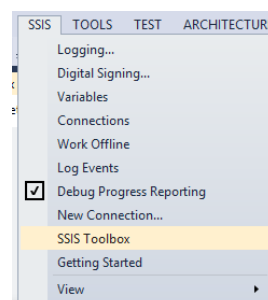 SSIS TOOLS TEST ARCHITECTUR
Logging...
Digital Signing...
Variables
Connections
Work Offline
Log Events
Debug Progress Reporting
New Connection...
SSIS Toolbox
Getting Started
View